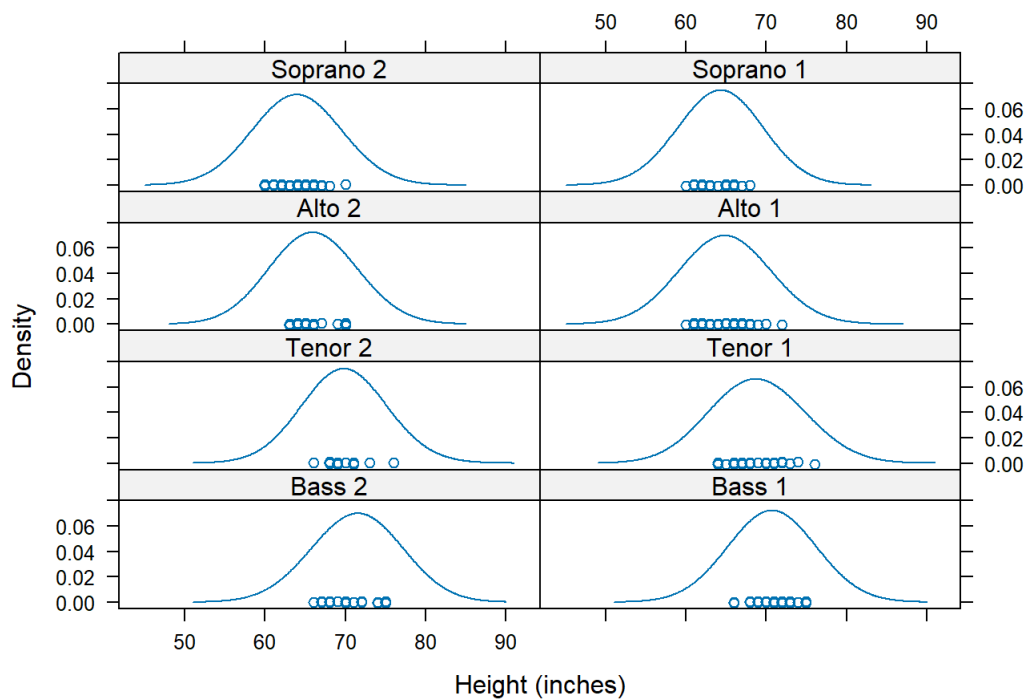 50 60 70 80 90
Soprano 2
Soprano 1
0.06
0.04
0.02
0.00
Alto 2
Alto 1
0.06
0.04
0.02
0.00
Tenor 2
Tenor 1
0.06
0.04
0.02
0.00
Bass 2
Bass 1
0.06
0.04
0.02
0.00
50 60 70 80 90
Density
Height (inches)